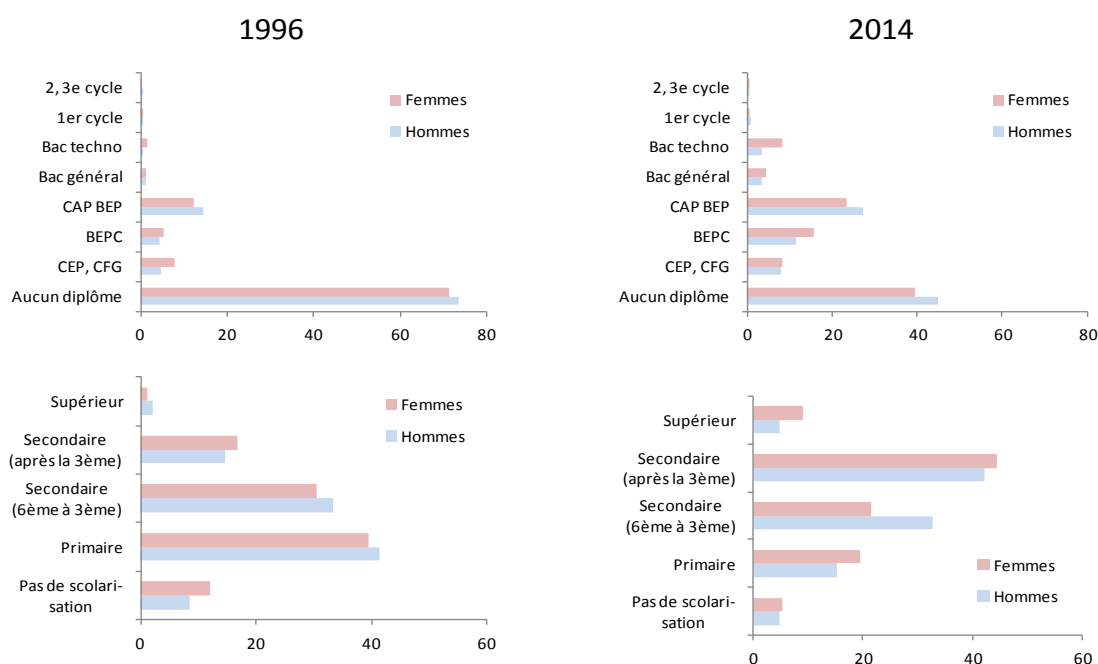 1996
2,3e cycle
1er cycle
Bac techno
Bac général
CAP BEP
BEPC
CEP, CFG
Aucun diplôme
Femmes
Hommes
0 20 40 60 80
2014
2,3e cycle
1er cycle
Bac techno
Bac général
CAP BEP
BEPC
CEP, CFG
Aucun diplôme
Femmes
Hommes
0 20 40 60 80
Supérieur
Secondaire
(après la 3ème)
Secondaire
(6ème à 3ème)
Primaire
Pas de scolari-
sation
Femmes
Hommes
0 20 40 60
Supérieur
Secondaire
(après la 3ème)
Secondaire
(6ème à 3ème)
Primaire
Pas de scolari-
sation
Femmes
Hommes
0 20 40 60